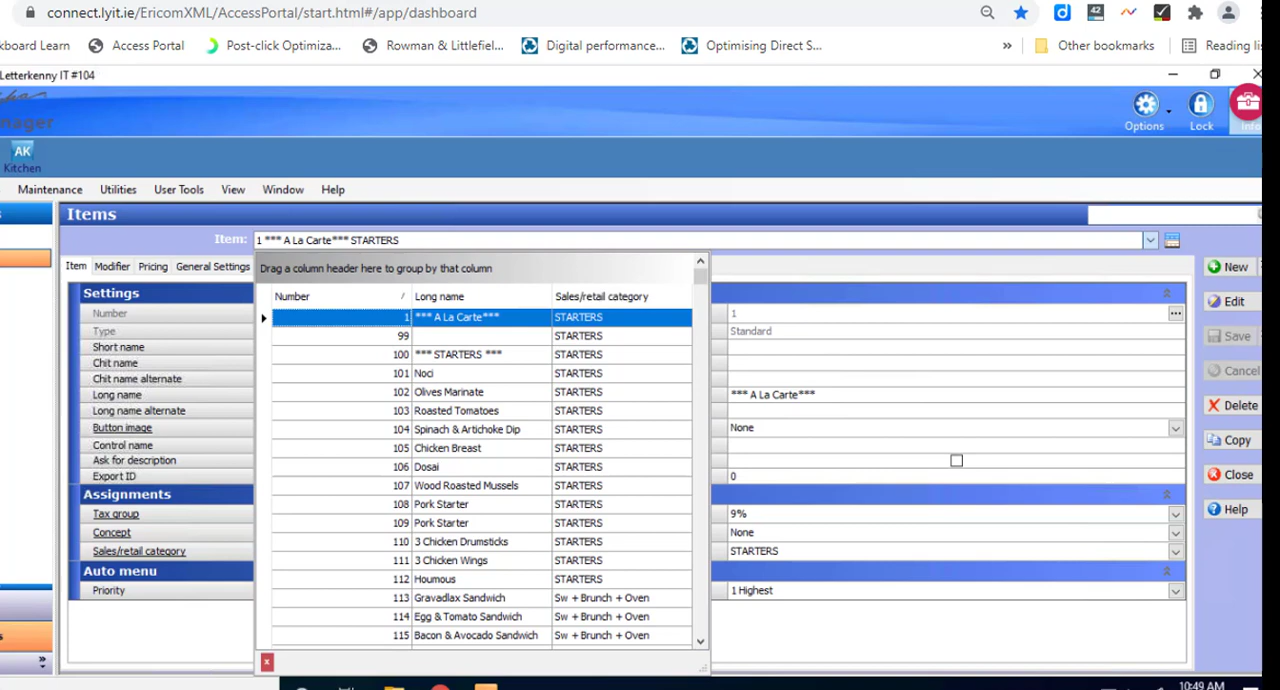 connect.lyit.ie/EricomXML/AccessPortal/start.html#/app/dashboard
42
kboard Learn Access Portal Post-click Optimiza... Rowman & Littlefiel... Digital performance... Optimising Direct S... » Other bookmarks Reading li
Letterkenny IT #104
nager
Options Lock Info
AK
Kitchen
Maintenance Utilities User Tools View Window Help
Items
Item: 1 *** A La Carte*** STARTERS
Item Modifier Pricing General Settings
Drag a column header here to group by that column
Number / Long name Sales/retail category
1 *** A La Carte*** STARTERS
99 STARTERS
100 *** STARTERS *** STARTERS
101 Noci STARTERS
102 Olives Marinate STARTERS
103 Roasted Tomatoes STARTERS
104 Spinach & Artichoke Dip STARTERS
105 Chicken Breast STARTERS
106 Dosai STARTERS
107 Wood Roasted Mussels STARTERS
108 Pork Starter STARTERS
109 Pork Starter STARTERS
110 3 Chicken Drumsticks STARTERS
111 3 Chicken Wings STARTERS
112 Houmous STARTERS
113 Gravadlax Sandwich Sw + Brunch + Oven
114 Egg & Tomato Sandwich Sw + Brunch + Oven
115 Bacon & Avocado Sandwich Sw + Brunch + Oven
Settings
Number 1
Type Standard
Short name
Chit name
Chit name alternate
Long name *** A La Carte***
Long name alternate
Button image None
Control name
Ask for description
Export ID 0
Assignments
Tax group 9%
Concept None
Sales/retail category STARTERS
Auto menu
Priority 1 Highest
New
Edit
Save
Cancel
Delete
Copy
Close
Help
10:49 AM